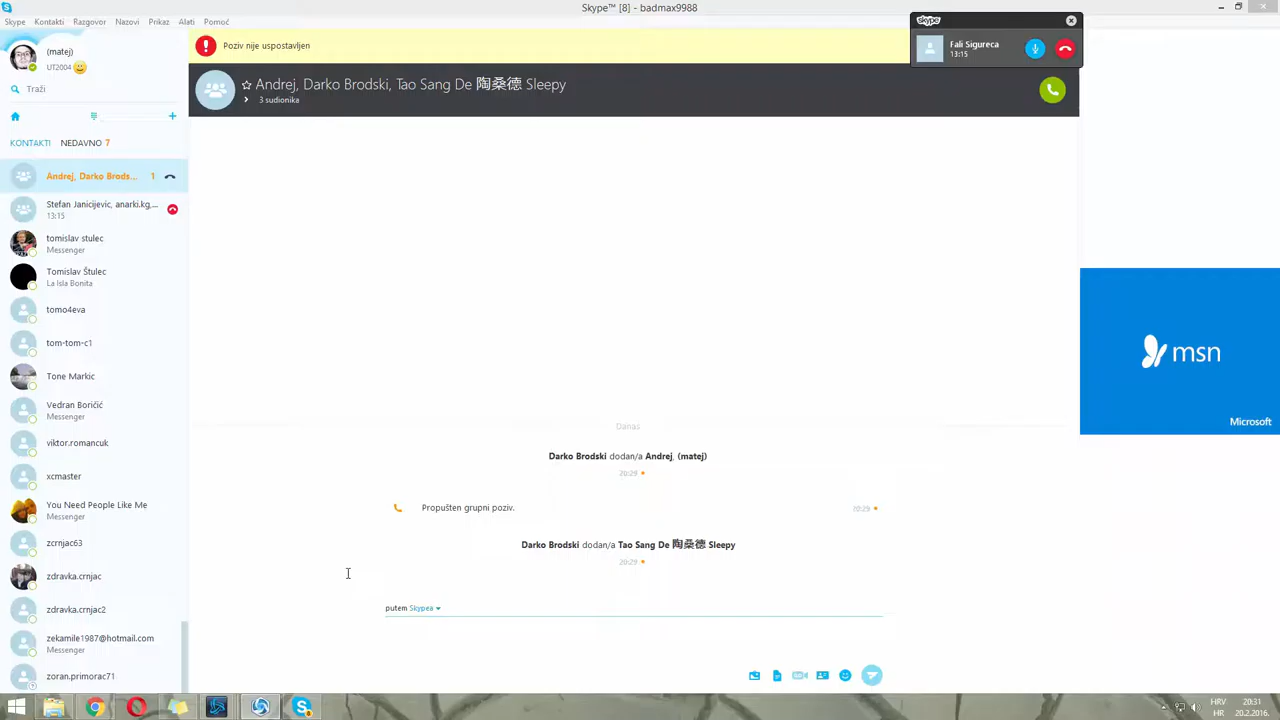 Skype™ [8] - badmax9988
Skype Kontakti Razgovor Nazovi Prikaz Alati Pomoć
(matej)
UT2004
Traži
KONTAKTI NEDAVNO 7
Andrej, Darko Brods... 1
Stefan Janicijevic, anarki.kg,...
13:15
tomislav stulec
Messenger
Tomislav Štulec
La Isla Bonita
tomo4eva
tom-tom-c1
Tone Markic
Vedran Boričić
Messenger
viktor.romancuk
xcmaster
You Need People Like Me
Messenger
zcrnjac63
zdravka.crnjac
zdravka.crnjac2
zekamile1987@hotmail.com
Messenger
zoran.primorac71
Poziv nije uspostavljen
Andrej, Darko Brodski, Tao Sang De 陶桑德 Sleepy
3 sudionika
skype
Fali Sigureca
13:15
msn
Microsoft
Danas
Darko Brodski dodan/a Andrej, (matej)
20:29
Propušten grupni poziv.
20:29
Darko Brodski dodan/a Tao Sang De 陶桑德 Sleepy
20:29
putem Skypea
HRV
HR
20:31
20.2.2016.